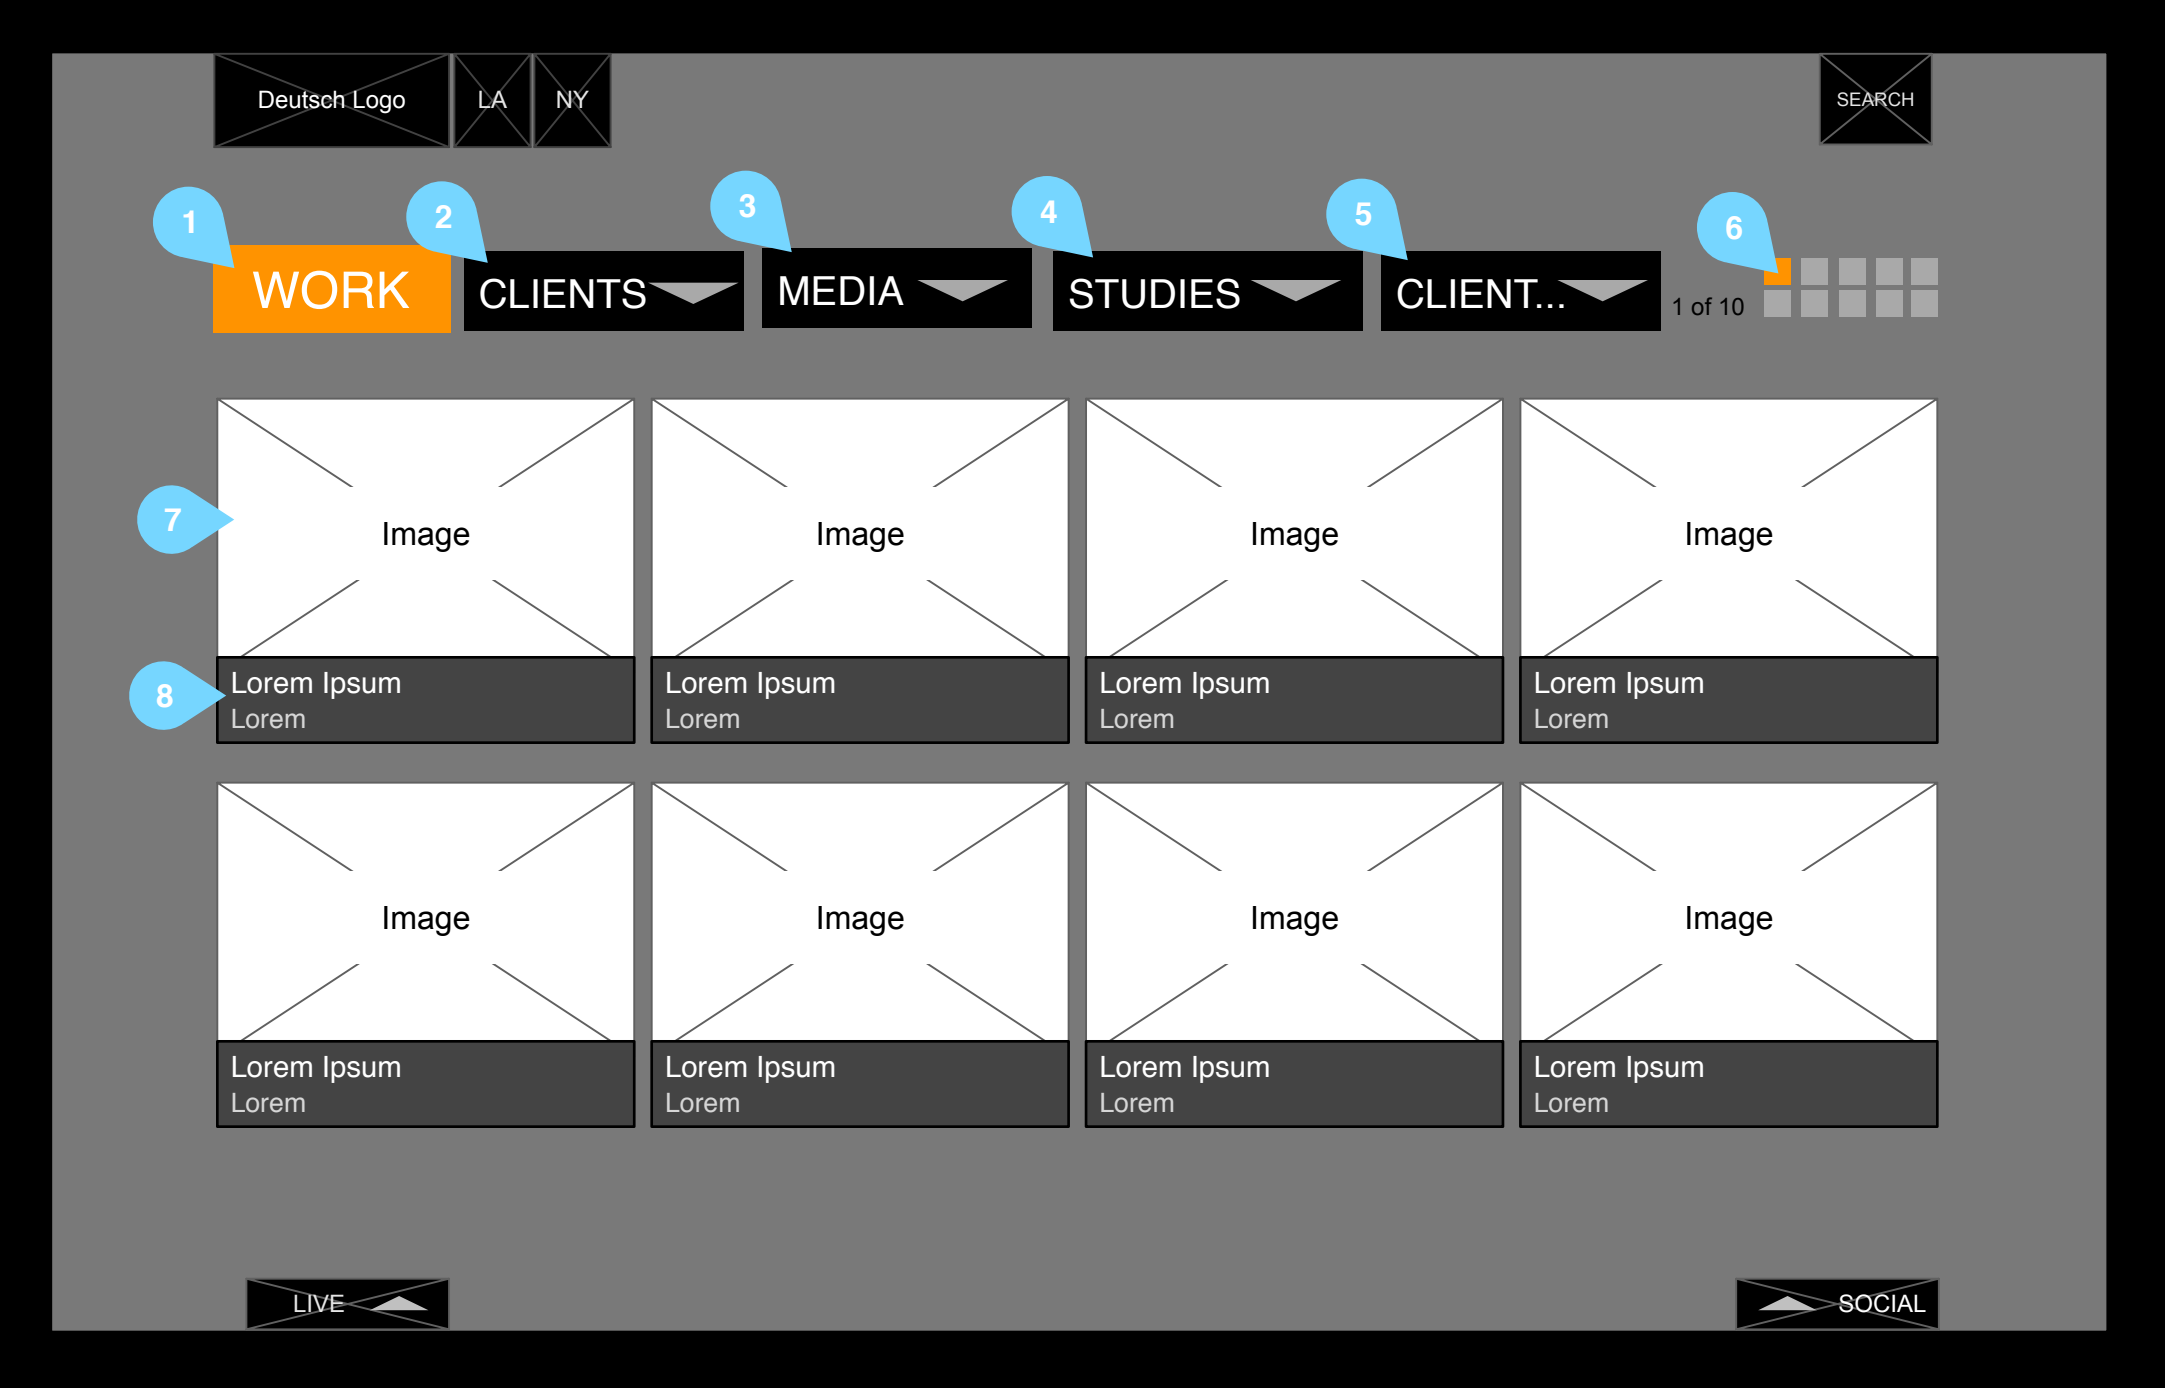 Deutsch Logo LA NY SEARCH
1 2 3 4 5 6
WORK CLIENTS MEDIA STUDIES CLIENT... 1 of 10
7 Image Image Image Image
8 Lorem Ipsum Lorem Ipsum Lorem Ipsum Lorem Ipsum
Lorem Lorem Lorem Lorem
Image Image Image Image
Lorem Ipsum Lorem Ipsum Lorem Ipsum Lorem Ipsum
Lorem Lorem Lorem Lorem
LIVE SOCIAL